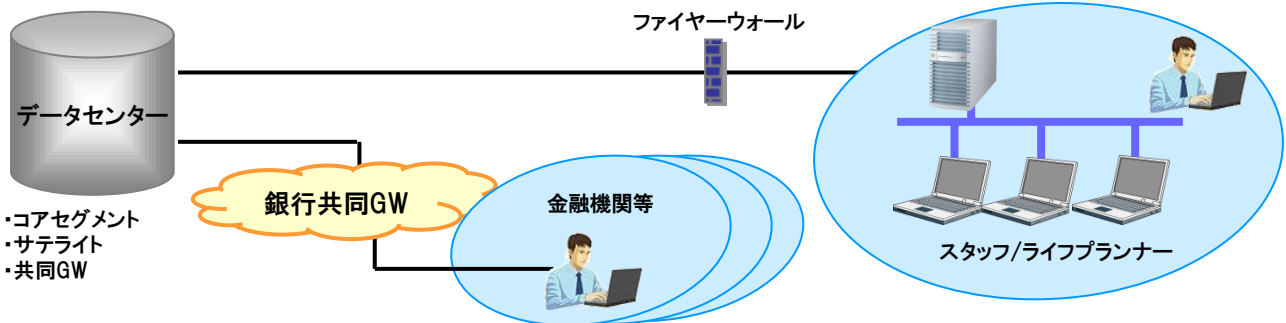 ファイヤーウォール
データセンター
銀行共同GW
金融機関等
・コアセグメント
・サテライト
・共同GW
スタッフ/ライフプランナー